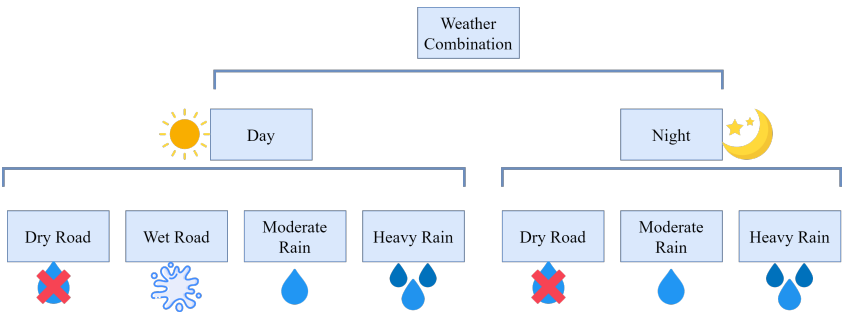 Weather
Combination
Day
Night
Dry Road
Wet Road
Moderate
Rain
Heavy Rain
Dry Road
Moderate
Rain
Heavy Rain